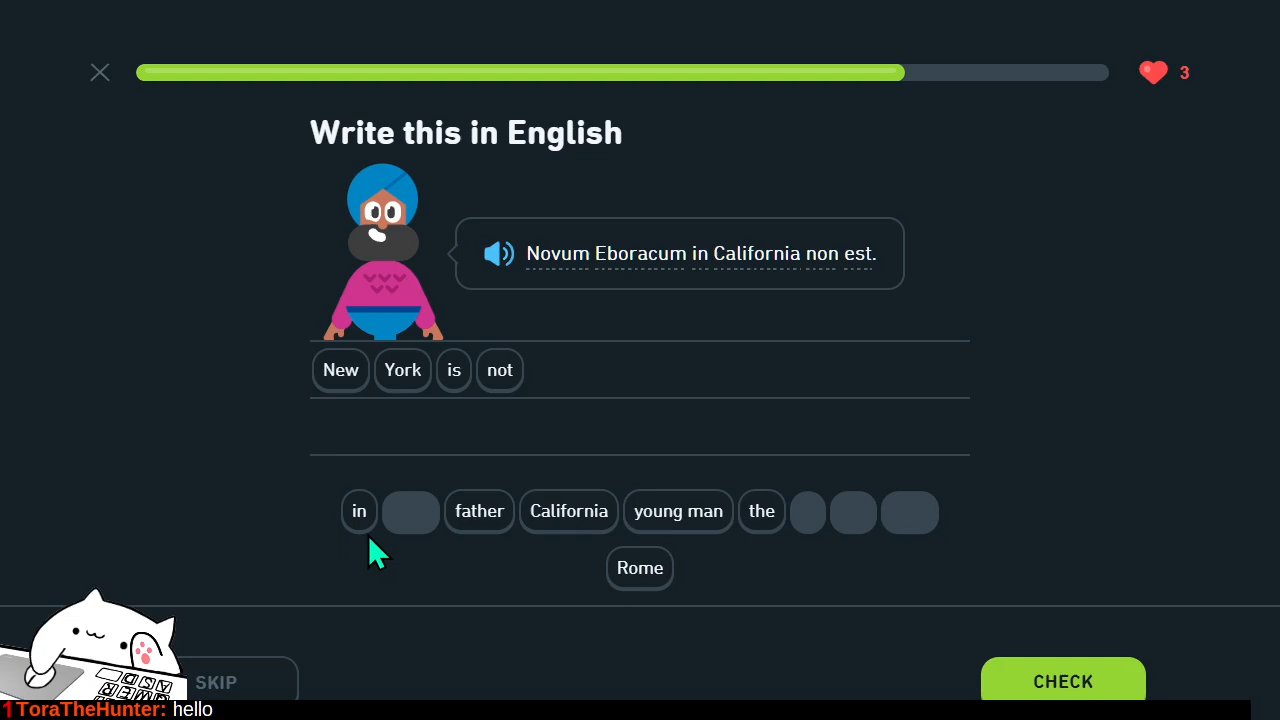 3
Write this in English
Novum Eboracum in California non est.
New York is not
in father California young man the
Rome
SKIP
CHECK
1 ToraTheHunter: hello